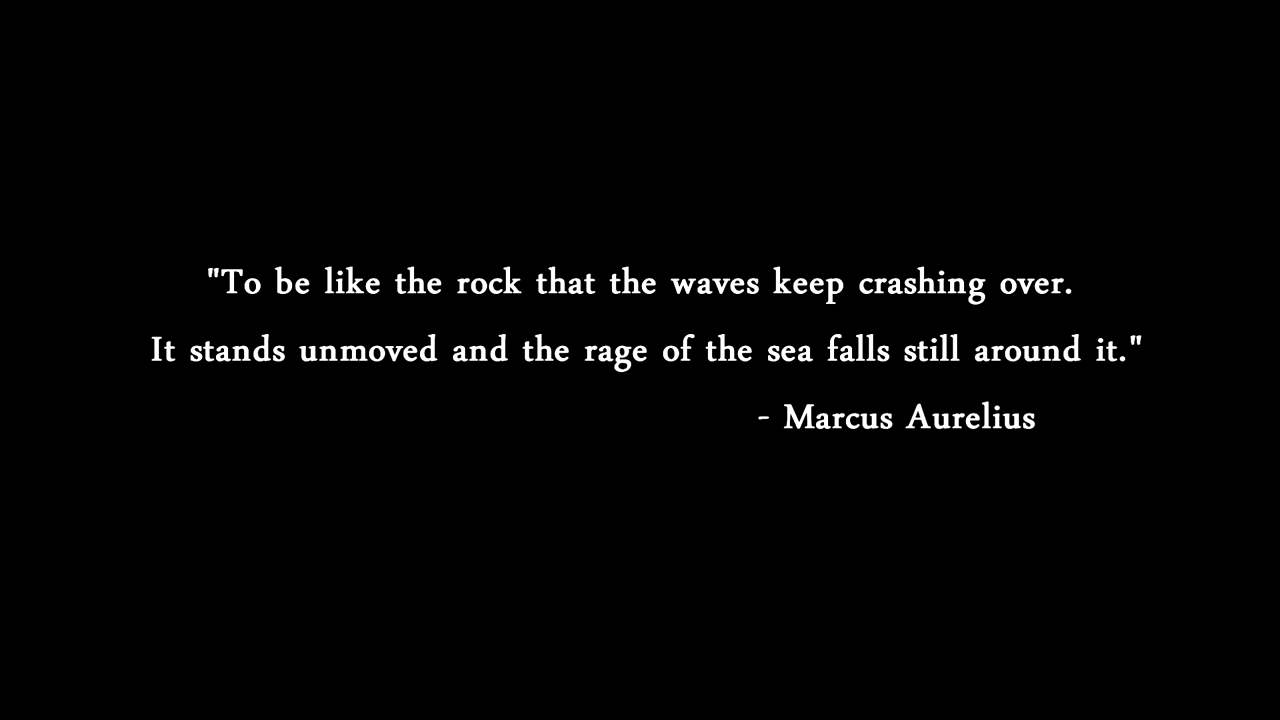 "To be like the rock that the waves keep crashing over.
It stands unmoved and the rage of the sea falls still around it."
- Marcus Aurelius